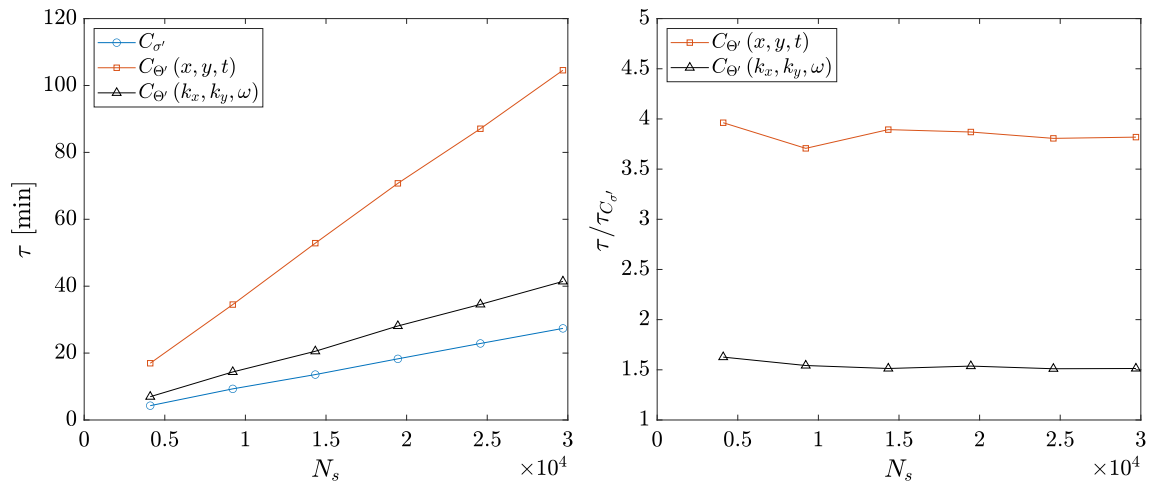 120
100
80
60
40
20
0
τ [min]
C_{σ′}
C_{Θ′} (x, y, t)
C_{Θ′} (k_x, k_y, ω)
0 0.5 1 1.5 2 2.5 3
N_s ×10^4
5
4.5
4
3.5
3
2.5
2
1.5
1
τ/τ_{C_{σ′}}
C_{Θ′} (x, y, t)
C_{Θ′} (k_x, k_y, ω)
0 0.5 1 1.5 2 2.5 3
N_s ×10^4